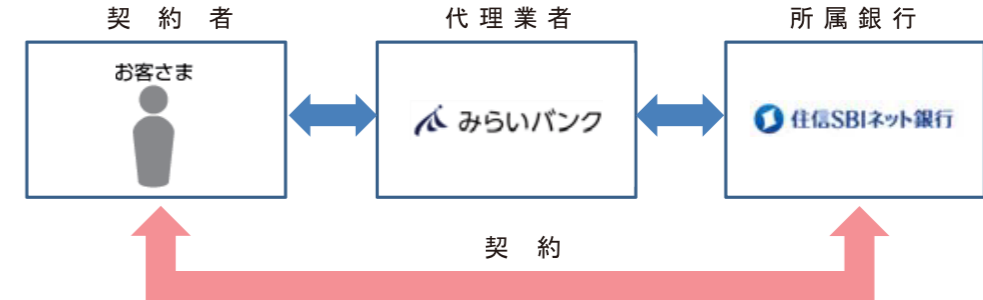 契約者
代理業者
所属銀行
お客さま
みらいバンク
住信SBIネット銀行
契約